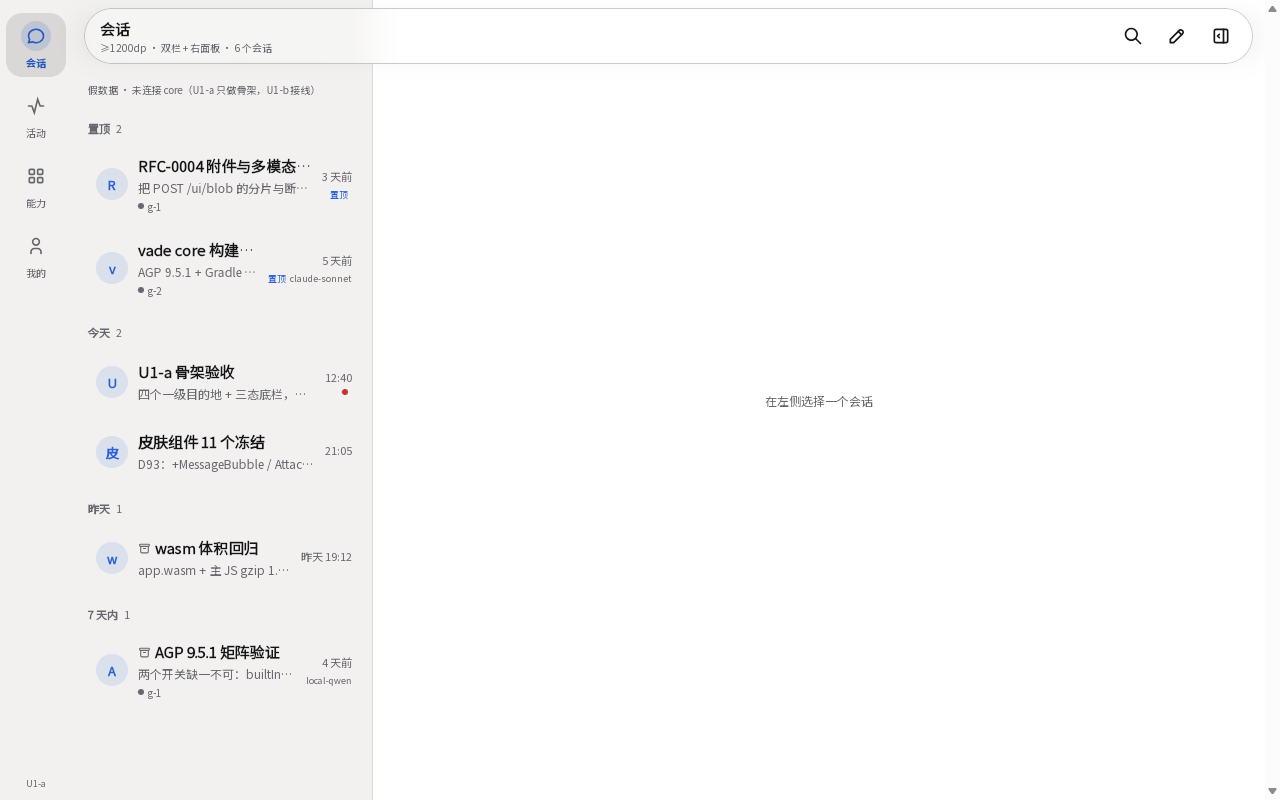 会话
活动
能力
我的
U1-a
会话
≥1200dp · 双栏 + 右面板 · 6 个会话
假数据 · 未连接 core（U1-a 只做骨架，U1-b 接线）
置顶 2
R
RFC-0004 附件与多模态…
把 POST /ui/blob 的分片与断…
g-1
3 天前
置顶
v
vade core 构建…
AGP 9.5.1 + Gradle …
g-2
5 天前
置顶 claude-sonnet
今天 2
U
U1-a 骨架验收
四个一级目的地 + 三态底栏，…
12:40
皮
皮肤组件 11 个冻结
D93：+MessageBubble / Attac…
21:05
昨天 1
w
wasm 体积回归
app.wasm + 主 JS gzip 1.…
昨天 19:12
7 天内 1
A
AGP 9.5.1 矩阵验证
两个开关缺一不可：builtIn…
g-1
4 天前
local-qwen
在左侧选择一个会话